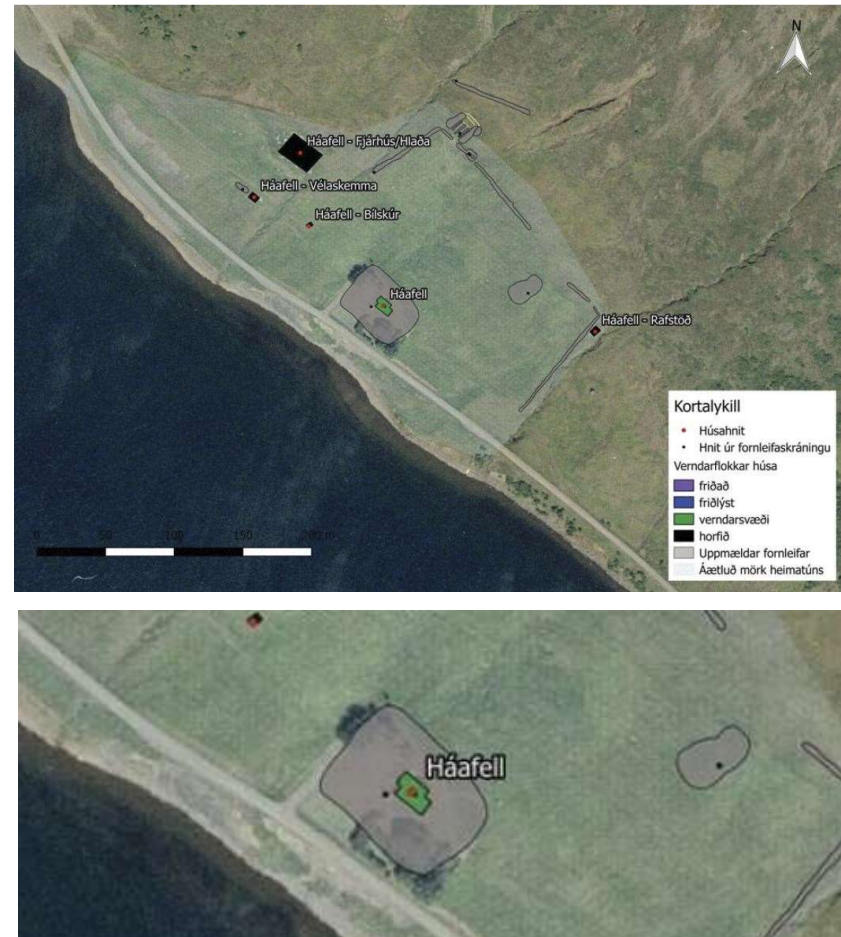 N
Háafell - Fjárhús/Hlaða
Háafell - Vélaskemma
Háafell - Bílskúr
Háafell
Háafell - Rafstöð
Kortalykill
Húsahnit
Hnit úr fornleifaskráningu
Verndarflokkar húsa
friðað
friðlýst
verndarsvæði
horfið
Uppmældar fornleifar
Áætluð mörk heimatúns
0 50 100 150 200 m
Háafell